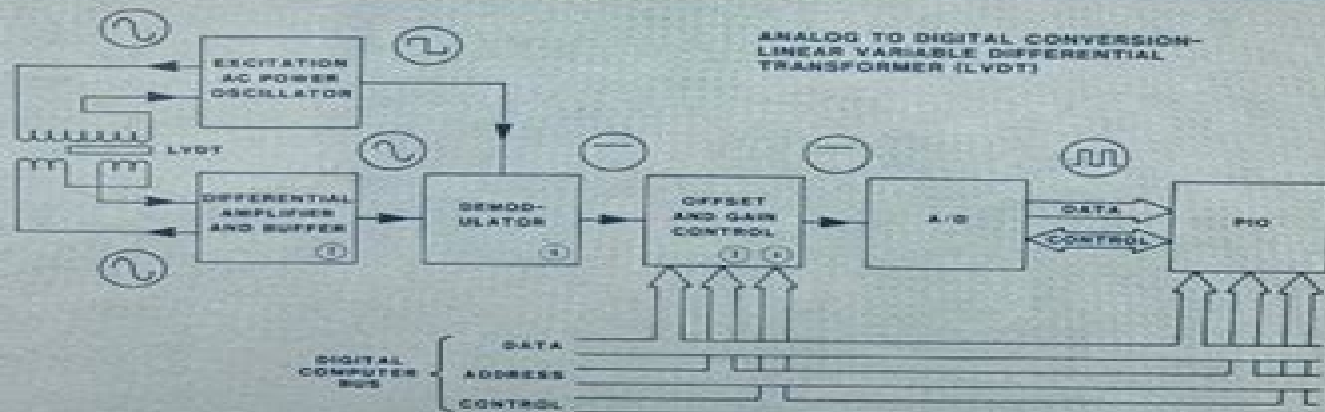 ANALOG TO DIGITAL CONVERSION-
LINEAR VARIABLE DIFFERENTIAL
TRANSFORMER (LVDT)
EXCITATION
AC POWER
OSCILLATOR
LVDT
DIFFERENTIAL
AMPLIFIER
AND BUFFER
DEMOD-
ULATOR
OFFSET
AND GAIN
CONTROL
A/D
DATA
CONTROL
PIO
DIGITAL
COMPUTER
BUS
DATA
ADDRESS
CONTROL